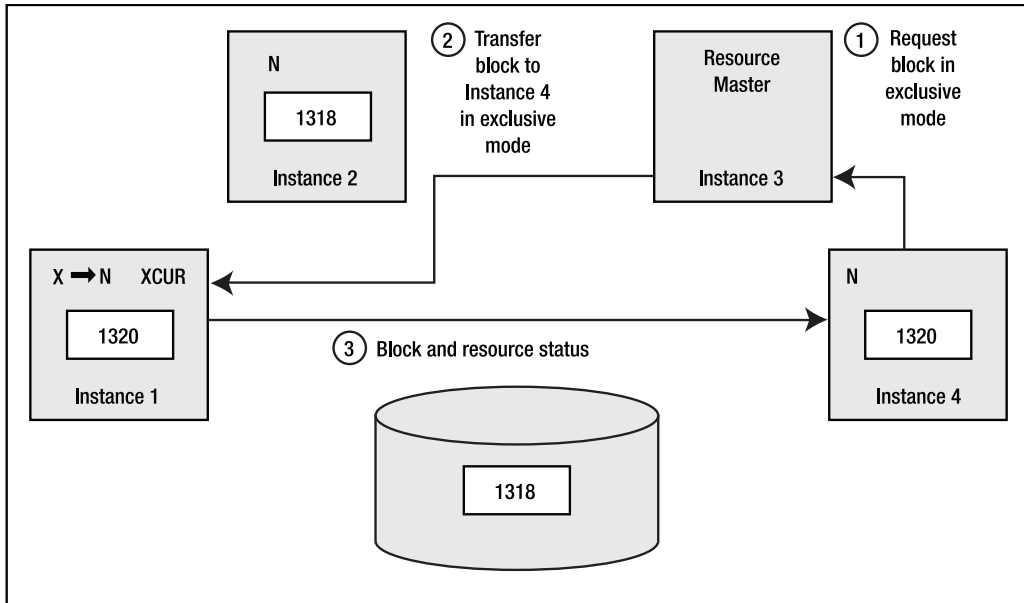 N
1318
Instance 2
2 Transfer
block to
Instance 4
in exclusive
mode
Resource
Master
Instance 3
1 Request
block in
exclusive
mode
X → N XCUR
1320
Instance 1
3 Block and resource status
N
1320
Instance 4
1318